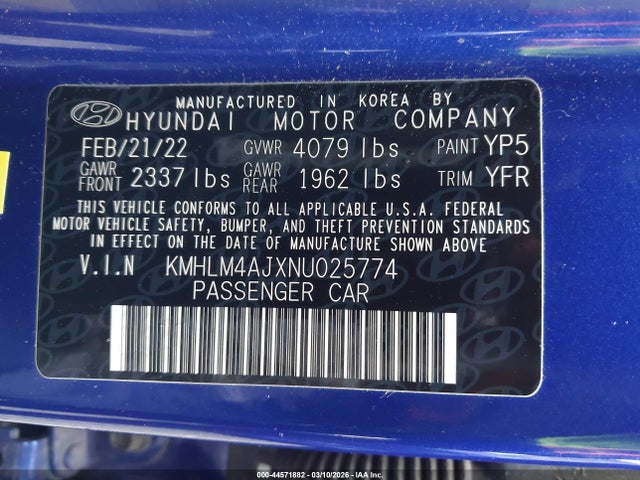 MANUFACTURED IN KOREA BY
HYUNDAI MOTOR COMPANY
FEB/21/22 GVWR 4079 lbs PAINT YP5
GAWR FRONT 2337 lbs GAWR REAR 1962 lbs TRIM YFR
THIS VEHICLE CONFORMS TO ALL APPLICABLE U.S.A. FEDERAL
MOTOR VEHICLE SAFETY, BUMPER, AND THEFT PREVENTION STANDARDS
IN EFFECT ON THE DATE OF MANUFACTURE SHOWN ABOVE
V.I.N KMHLM4AJXNU025774
PASSENGER CAR
000-44571882 - 03/10/2026 - IAA Inc.